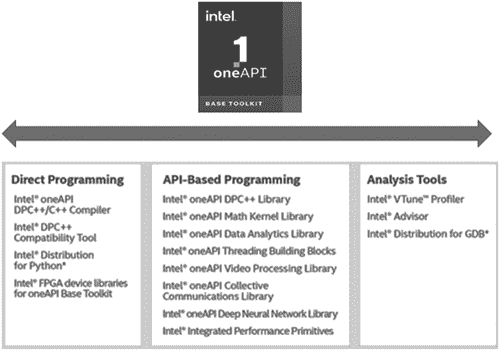 intel.
1
oneAPI
BASE TOOLKIT
Direct Programming
Intel® oneAPI
DPC++/C++ Compiler
Intel® DPC++
Compatibility Tool
Intel® Distribution
for Python*
Intel® FPGA device libraries
for oneAPI Base Toolkit
API-Based Programming
Intel® oneAPI DPC++ Library
Intel® oneAPI Math Kernel Library
Intel® oneAPI Data Analytics Library
Intel® oneAPI Threading Building Blocks
Intel® oneAPI Video Processing Library
Intel® oneAPI Collective
Communications Library
Intel® oneAPI Deep Neural Network Library
Intel® Integrated Performance Primitives
Analysis Tools
Intel® VTune™ Profiler
Intel® Advisor
Intel® Distribution for GDB*